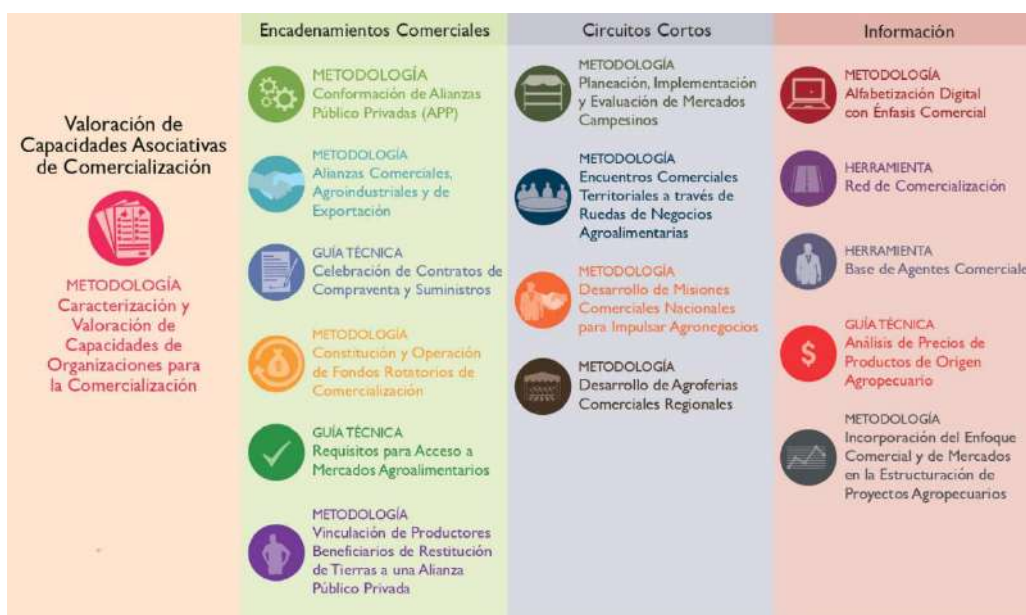 Valoración de
Capacidades Asociativas
de Comercialización
METODOLOGÍA
Caracterización y
Valoración de
Capacidades de
Organizaciones para
la Comercialización
Encadenamientos Comerciales
METODOLOGÍA
Conformación de Alianzas
Público Privadas (APP)
METODOLOGÍA
Alianzas Comerciales,
Agroindustriales y de
Exportación
GUÍA TÉCNICA
Celebración de Contratos de
Compraventa y Suministros
METODOLOGÍA
Constitución y Operación
de Fondos Rotatorios de
Comercialización
GUÍA TÉCNICA
Requisitos para Acceso a
Mercados Agroalimentarios
METODOLOGÍA
Vinculación de Productores
Beneficiarios de Restitución
de Tierras a una Alianza
Público Privada
Circuitos Cortos
METODOLOGÍA
Planeación, Implementación
y Evaluación de Mercados
Campesinos
METODOLOGÍA
Encuentros Comerciales
Territoriales a través de
Ruedas de Negocios
Agroalimentarias
METODOLOGÍA
Desarrollo de Misiones
Comerciales Nacionales
para Impulsar Agronegocios
METODOLOGÍA
Desarrollo de Agroferias
Comerciales Regionales
Información
METODOLOGÍA
Alfabetización Digital
con Énfasis Comercial
HERRAMIENTA
Red de Comercialización
HERRAMIENTA
Base de Agentes Comerciale
GUÍA TÉCNICA
Análisis de Precios de
Productos de Origen
Agropecuario
$
METODOLOGÍA
Incorporación del Enfoque
Comercial y de Mercados
en la Estructuración de
Proyectos Agropecuarios